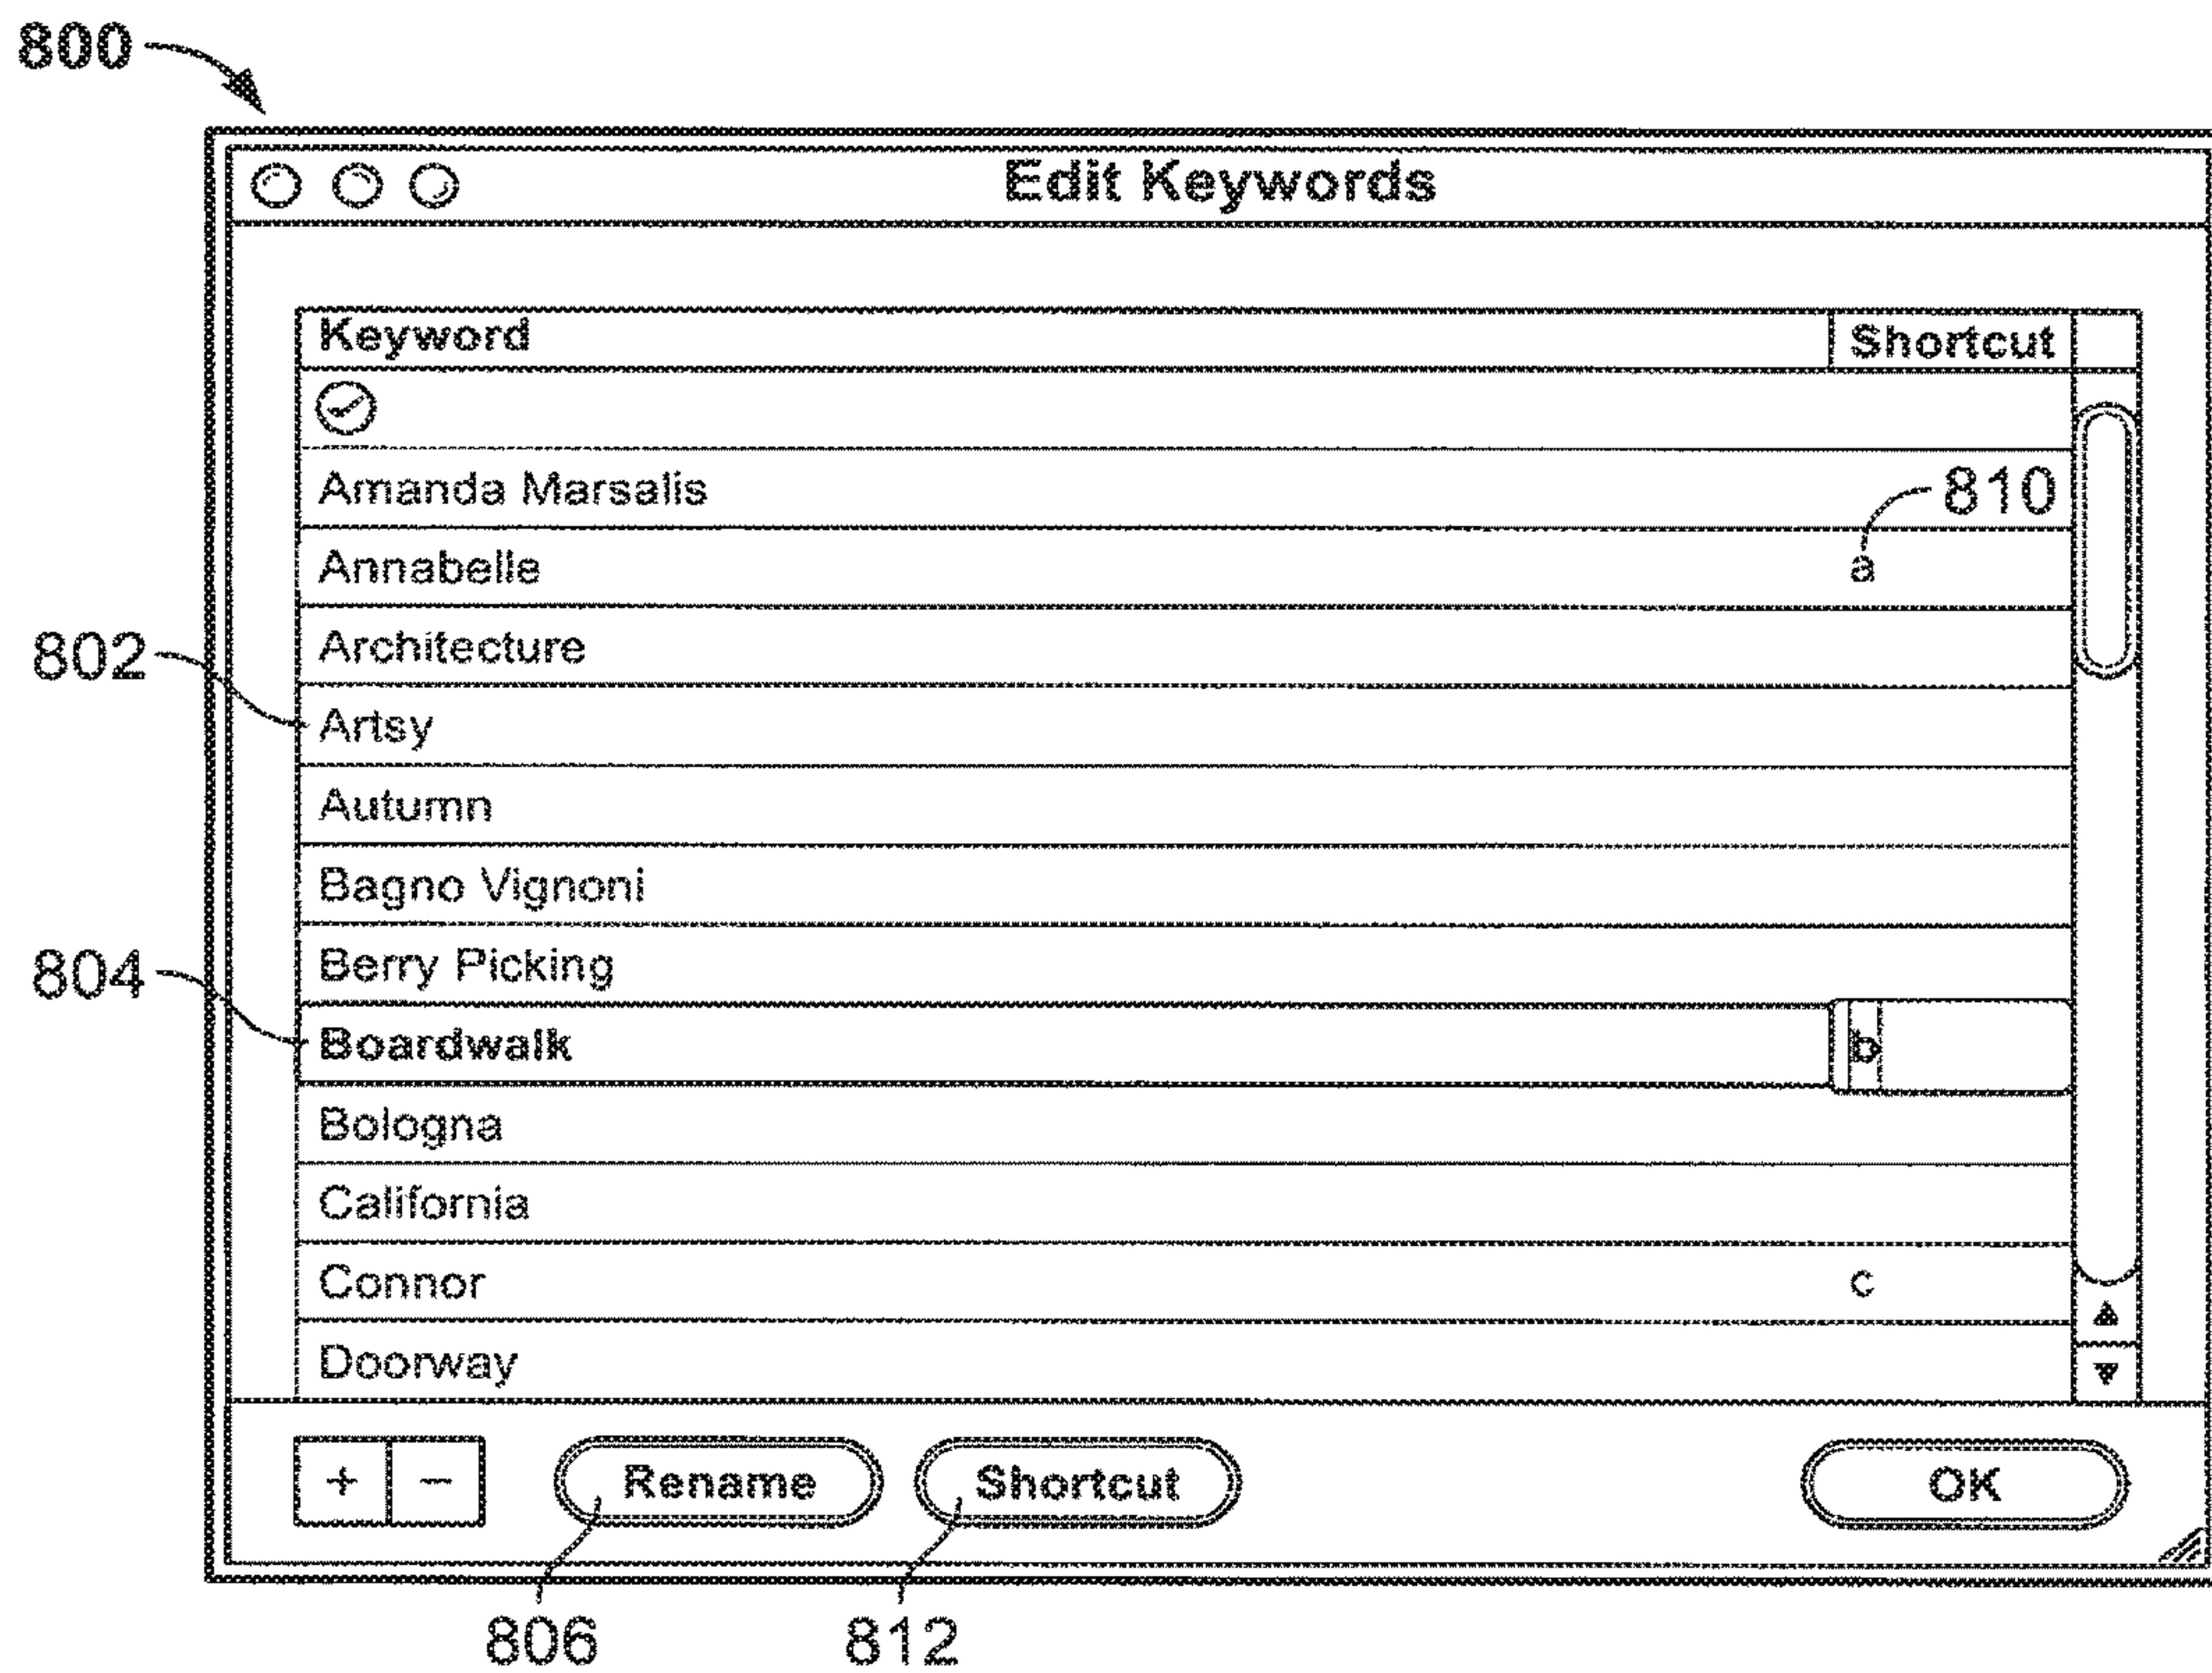 800
Edit Keywords
Keyword Shortcut
Amanda Marsalis 810
Annabelle a
Architecture
802
Artsy
Autumn
Bagno Vignoni
Berry Picking
804
Boardwalk b
Bologna
California
Connor c
Doorway
+ − Rename Shortcut OK
806 812